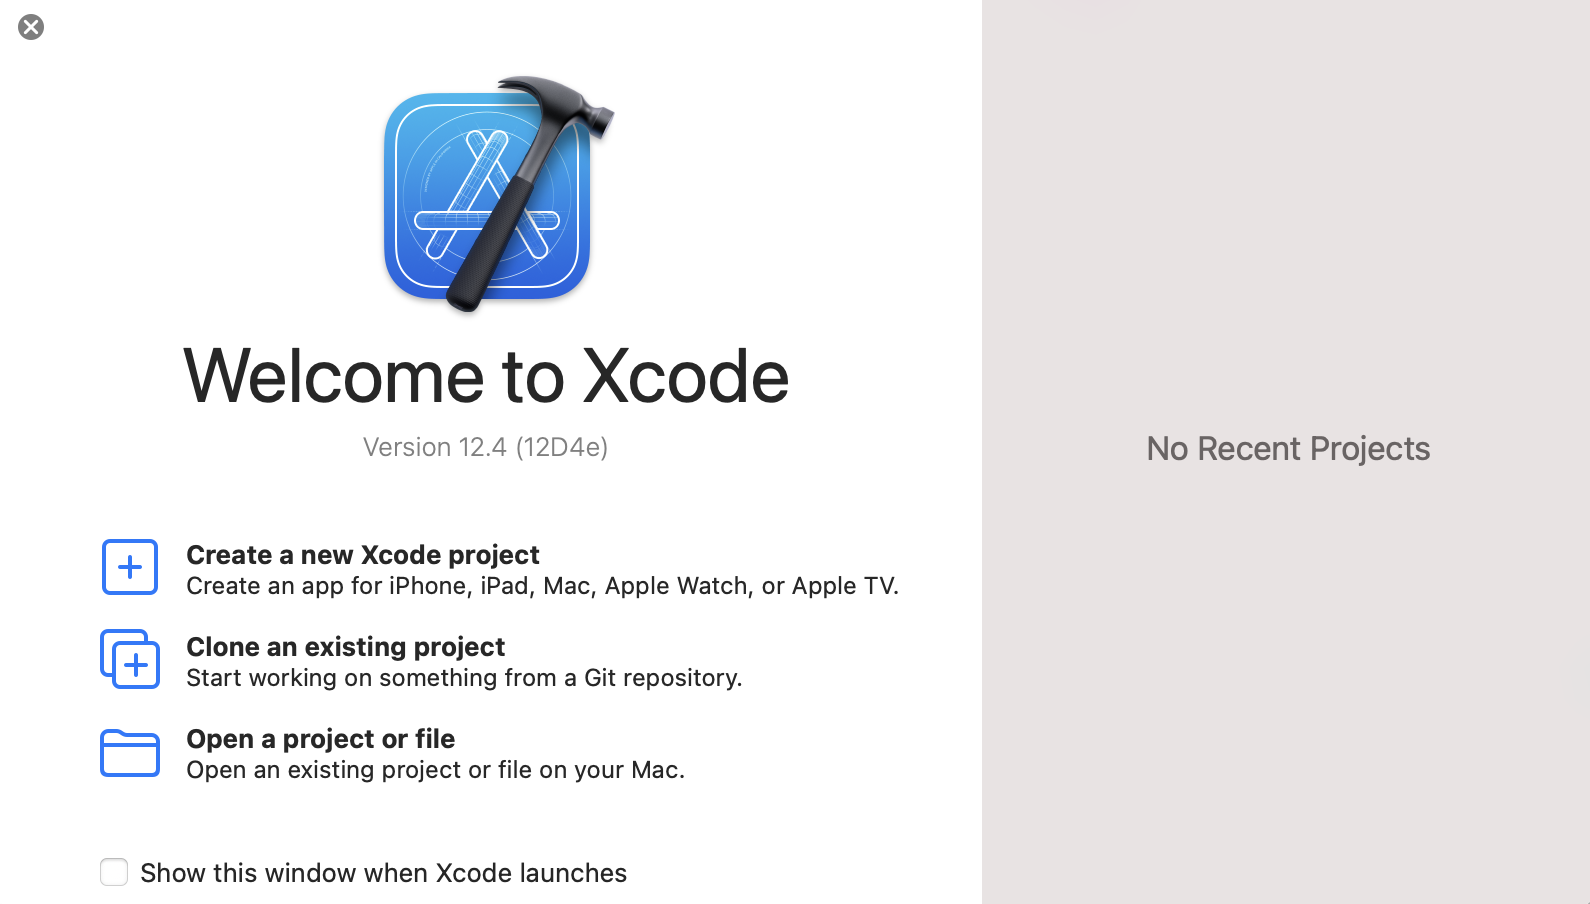 Welcome to Xcode
Version 12.4 (12D4e)
Create a new Xcode project
Create an app for iPhone, iPad, Mac, Apple Watch, or Apple TV.
Clone an existing project
Start working on something from a Git repository.
Open a project or file
Open an existing project or file on your Mac.
Show this window when Xcode launches
No Recent Projects